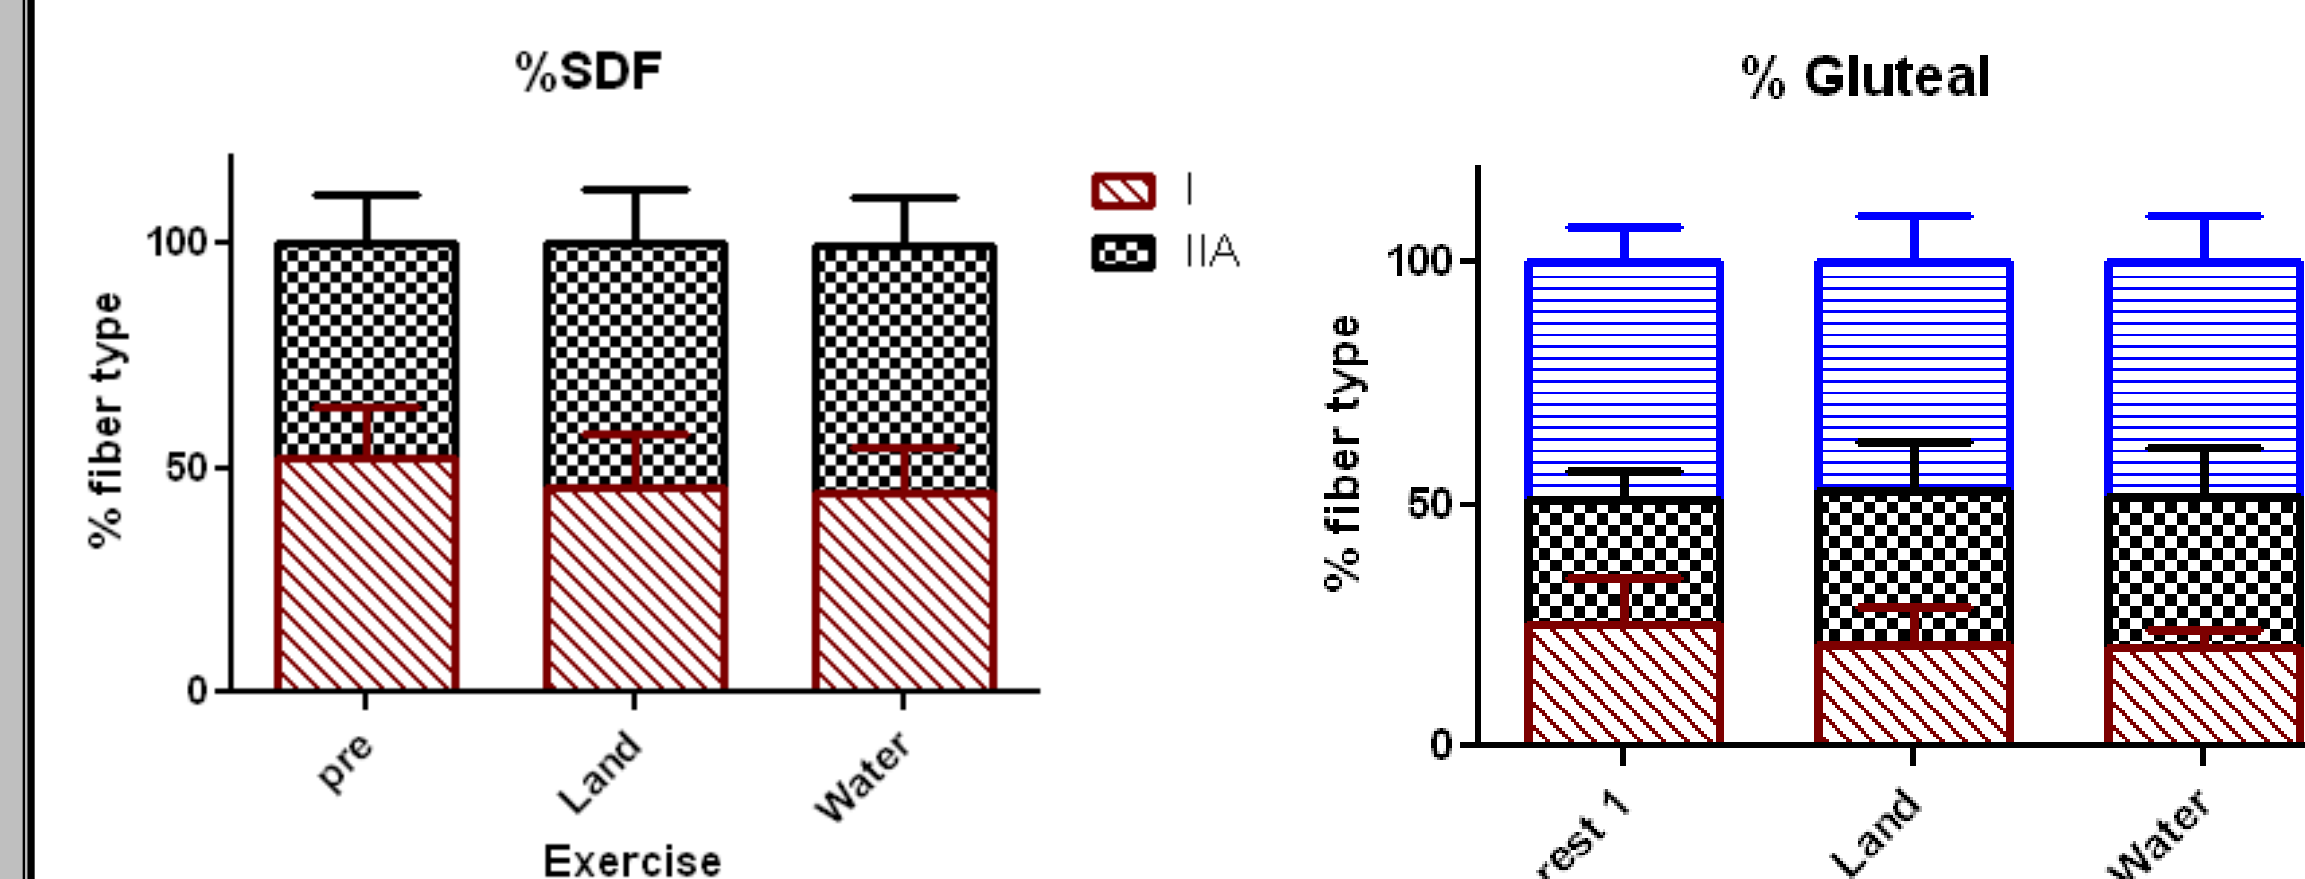 %SDF
% fiber type
100
50
0
pre
Land
Water
Exercise
I
IIA
% Gluteal
% fiber type
100
50
0
rest 1
Land
Water